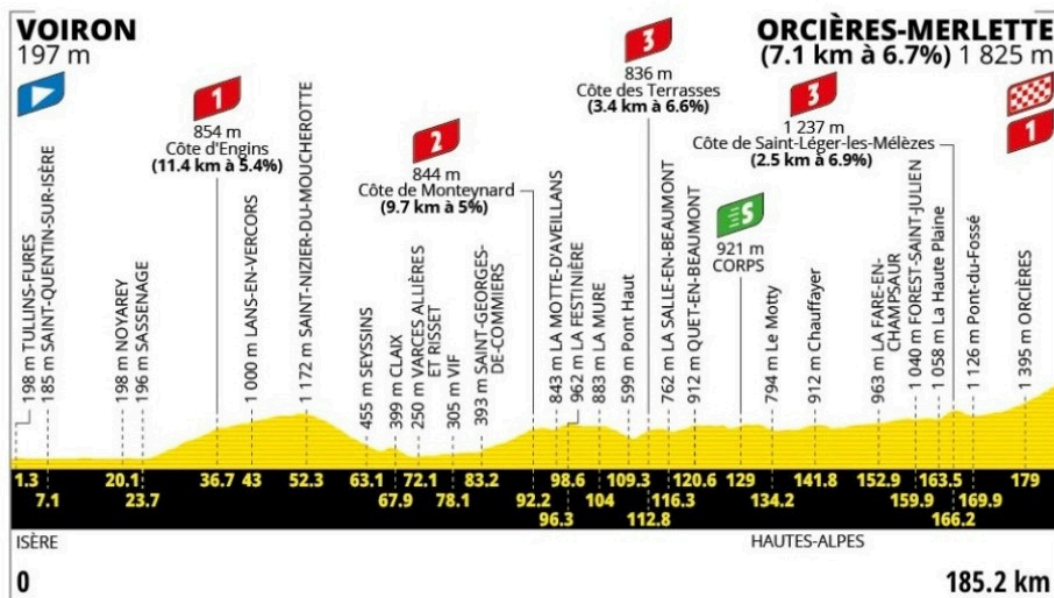 VOIRON
197 m
ORCIÈRES-MERLETTE
(7.1 km à 6.7%) 1 825 m
1
854 m
Côte d'Engins
(11.4 km à 5.4%)
2
844 m
Côte de Monteynard
(9.7 km à 5%)
3
836 m
Côte des Terrasses
(3.4 km à 6.6%)
S
921 m
CORPS
3
1 237 m
Côte de Saint-Léger-les-Mélèzes
(2.5 km à 6.9%)
1
198 m TULLINS-FURES
185 m SAINT-QUENTIN-SUR-ISÈRE
198 m NOYAREY
196 m SASSENAGE
1 000 m LANS-EN-VERCORS
1 172 m SAINT-NIZIER-DU-MOUCHEROTTE
455 m SEYSSINS
399 m CLAIX
250 m VARCES ALLIÈRES
ET RISSET
305 m VIF
393 m SAINT-GEORGES-
DE-COMMIERS
843 m LA MOTTE-D'AVEILLANS
962 m LA FESTINIÈRE
883 m LA MURE
599 m Pont Haut
762 m LA SALLE-EN-BEAUMONT
912 m QUET-EN-BEAUMONT
794 m Le Motty
912 m Chauffayer
963 m LA FARE-EN-
CHAMPSAUR
1 040 m FOREST-SAINT-JULIEN
1 058 m La Haute Plaine
1 126 m Pont-du-Fossé
1 395 m ORCIÈRES
1.3 20.1 36.7 43 52.3 63.1 72.1 83.2 98.6 109.3 120.6 129 141.8 152.9 163.5 179
7.1 23.7 67.9 78.1 92.2 104 116.3 134.2 159.9 169.9
96.3 112.8 166.2
ISÈRE
HAUTES-ALPES
0
185.2 km